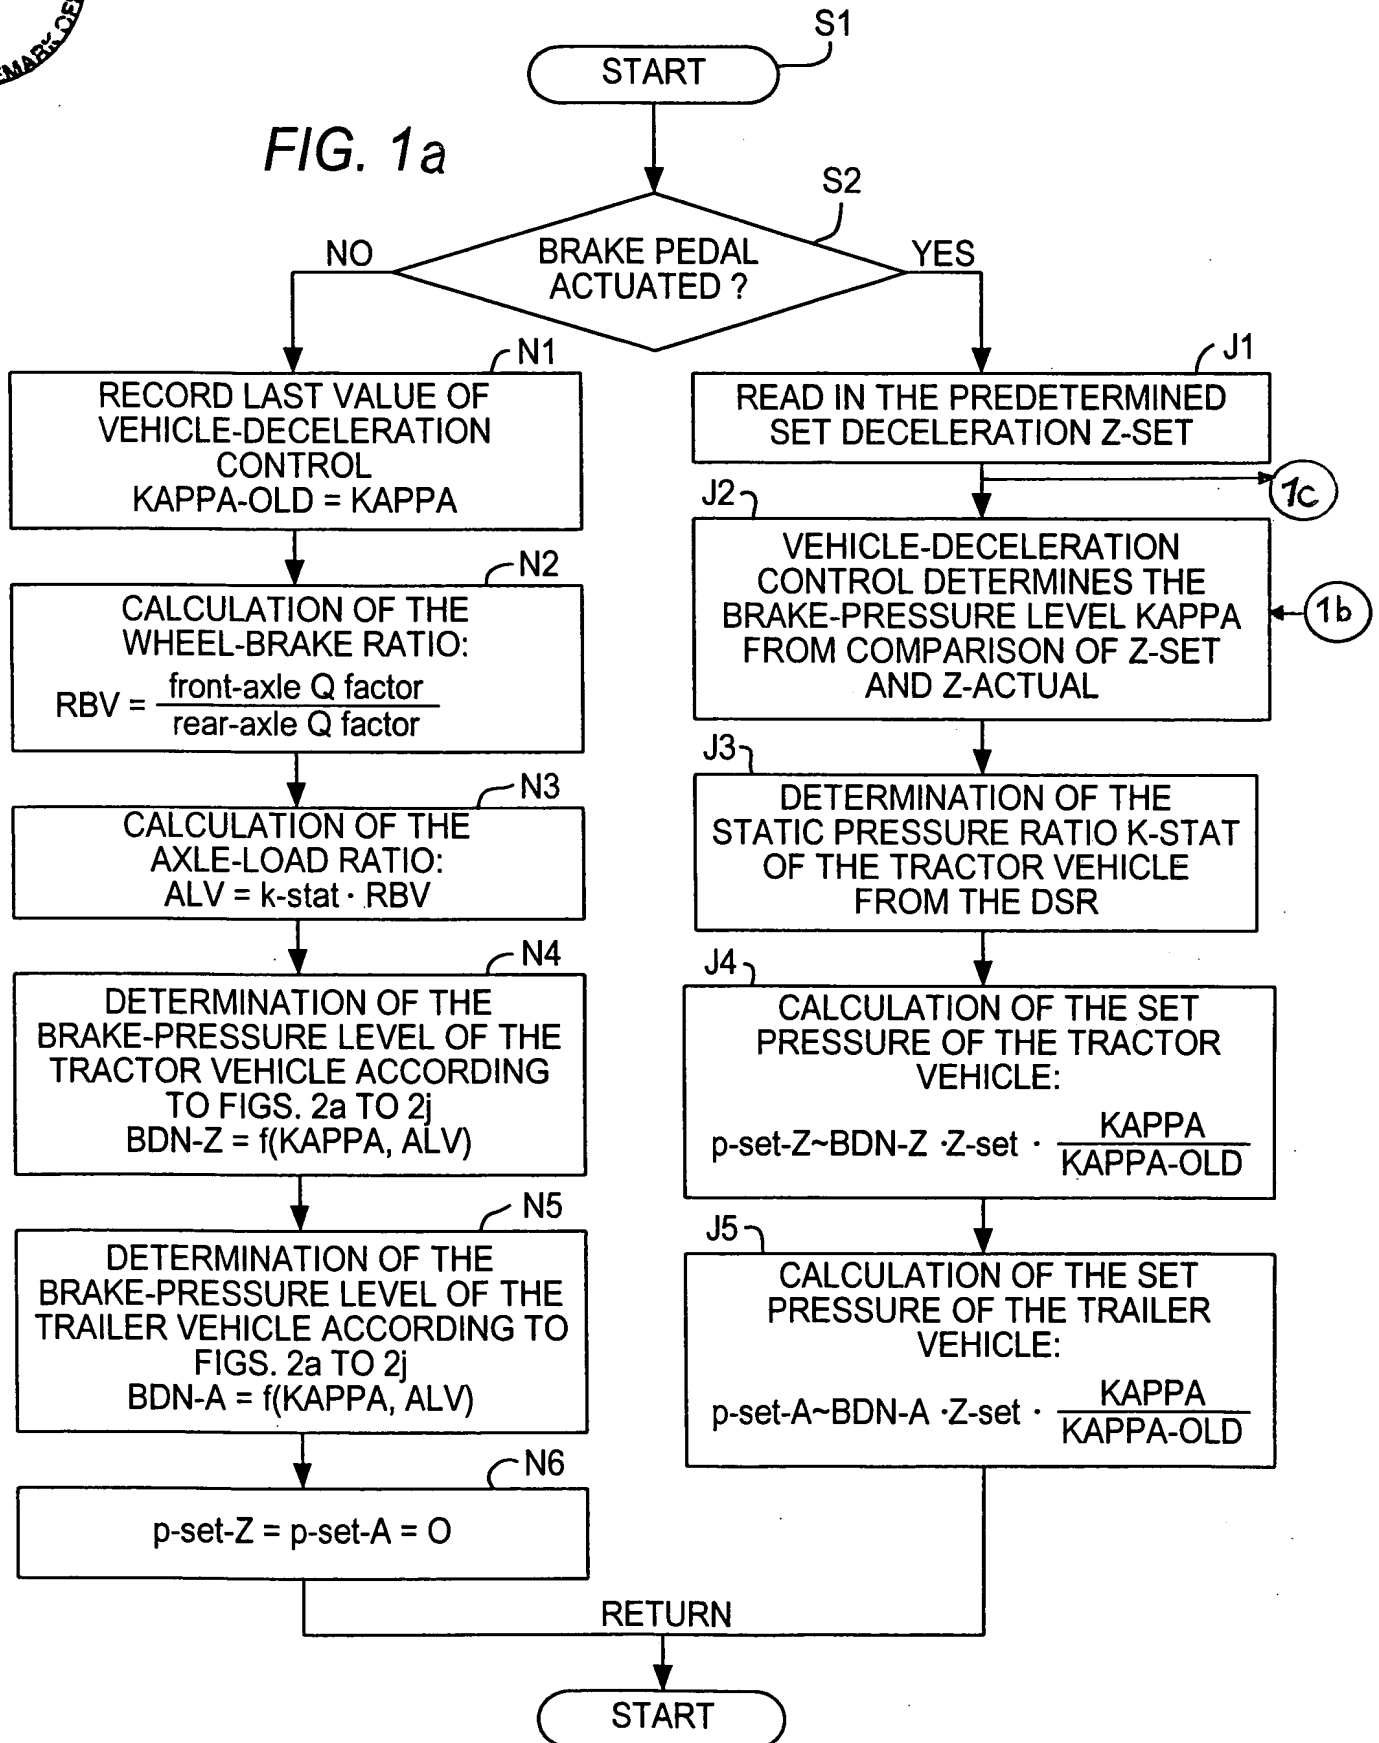 S1
START
FIG. 1a
S2
BRAKE PEDAL
ACTUATED ?
NO
YES
N1
RECORD LAST VALUE OF
VEHICLE-DECELERATION
CONTROL
KAPPA-OLD = KAPPA
N2
CALCULATION OF THE
WHEEL-BRAKE RATIO:
RBV = front-axle Q factor
rear-axle Q factor
N3
CALCULATION OF THE
AXLE-LOAD RATIO:
ALV = k-stat · RBV
N4
DETERMINATION OF THE
BRAKE-PRESSURE LEVEL OF THE
TRACTOR VEHICLE ACCORDING
TO FIGS. 2a TO 2j
BDN-Z = f(KAPPA, ALV)
N5
DETERMINATION OF THE
BRAKE-PRESSURE LEVEL OF THE
TRAILER VEHICLE ACCORDING TO
FIGS. 2a TO 2j
BDN-A = f(KAPPA, ALV)
N6
p-set-Z = p-set-A = O
J1
READ IN THE PREDETERMINED
SET DECELERATION Z-SET
1c
J2
VEHICLE-DECELERATION
CONTROL DETERMINES THE
BRAKE-PRESSURE LEVEL KAPPA
FROM COMPARISON OF Z-SET
AND Z-ACTUAL
1b
J3
DETERMINATION OF THE
STATIC PRESSURE RATIO K-STAT
OF THE TRACTOR VEHICLE
FROM THE DSR
J4
CALCULATION OF THE SET
PRESSURE OF THE TRACTOR
VEHICLE:
p-set-Z~BDN-Z ·Z-set · KAPPA
KAPPA-OLD
J5
CALCULATION OF THE SET
PRESSURE OF THE TRAILER
VEHICLE:
p-set-A~BDN-A ·Z-set · KAPPA
KAPPA-OLD
RETURN
START